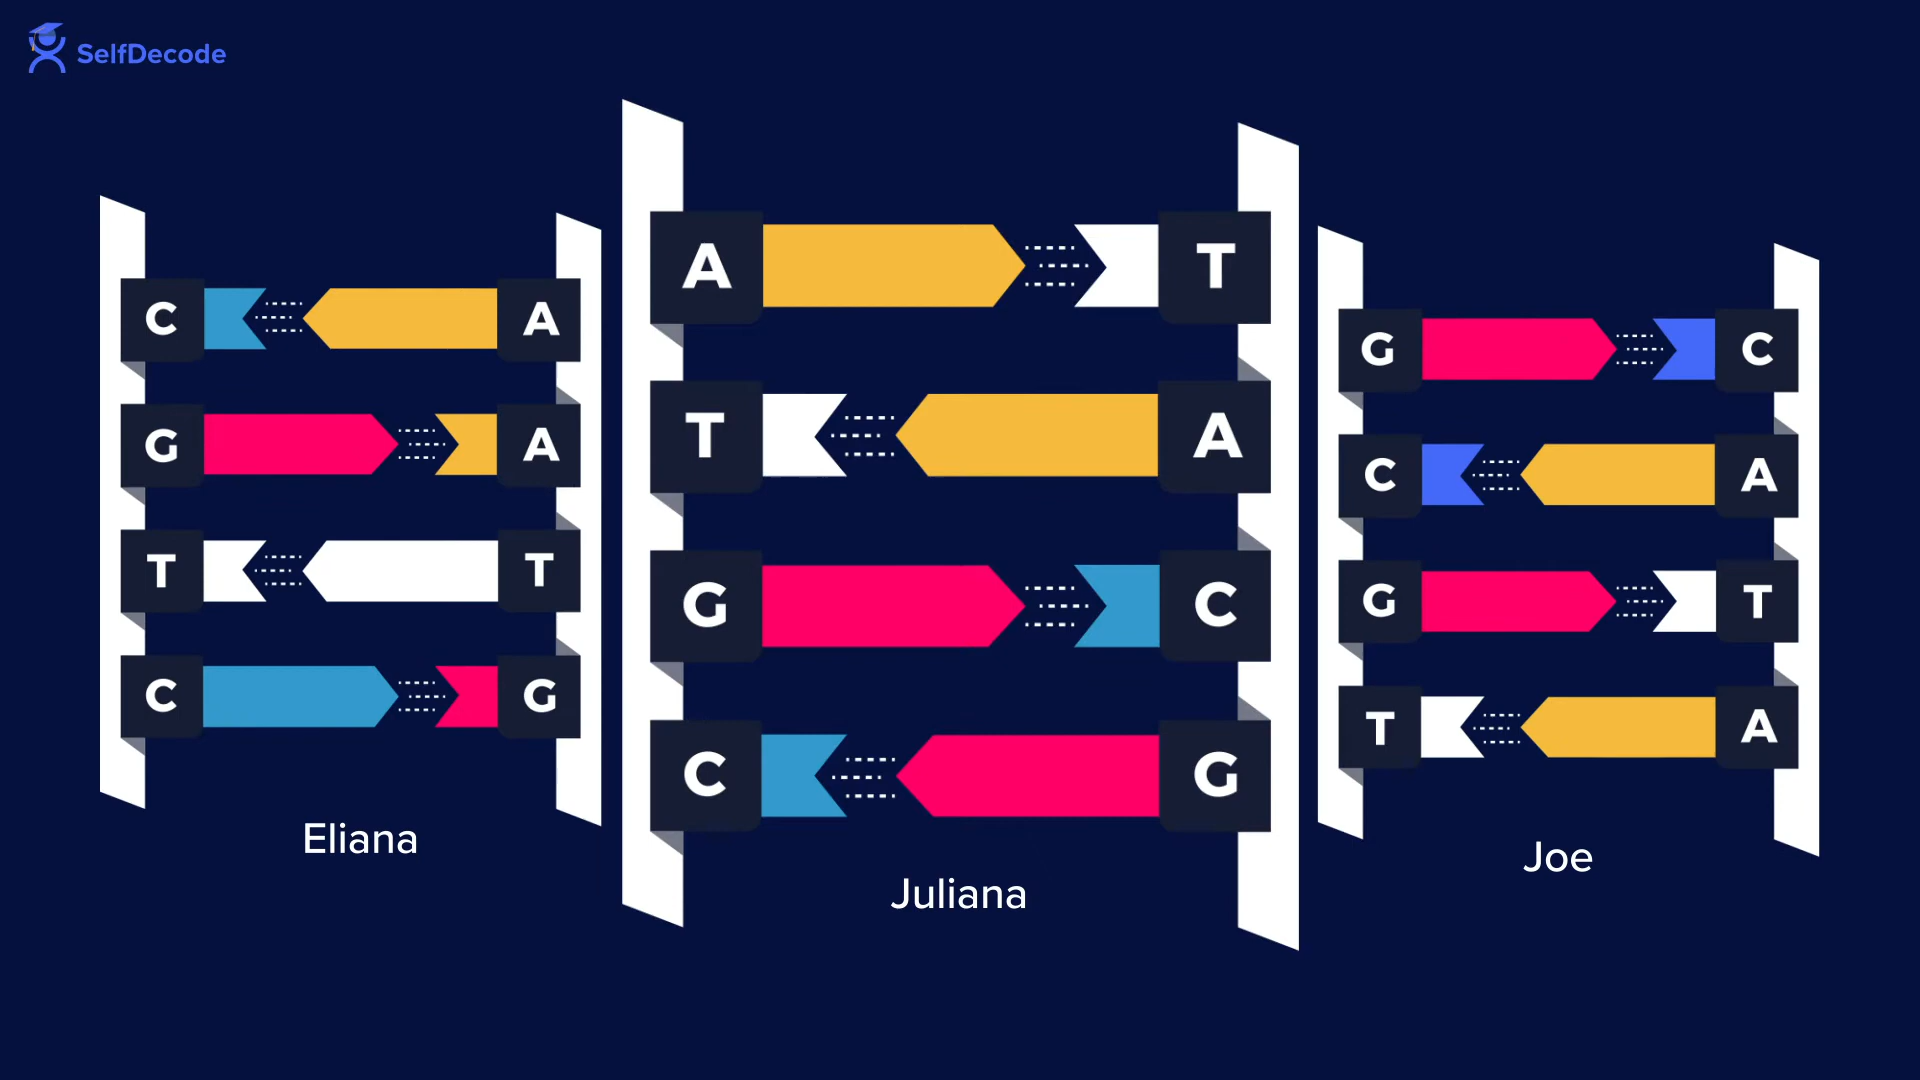 SelfDecode
C A
G A
T T
C G
Eliana
A T
T A
G C
C G
Juliana
G C
C A
G T
T A
Joe